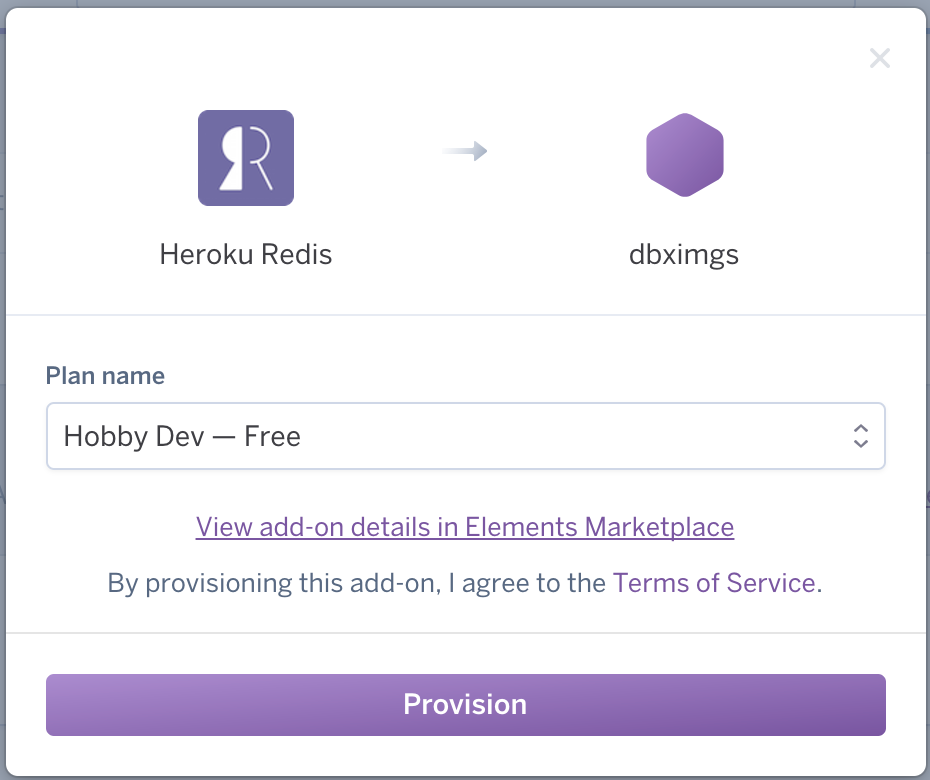 Heroku Redis
dbximgs
Plan name
Hobby Dev — Free
View add-on details in Elements Marketplace
By provisioning this add-on, I agree to the Terms of Service.
Provision